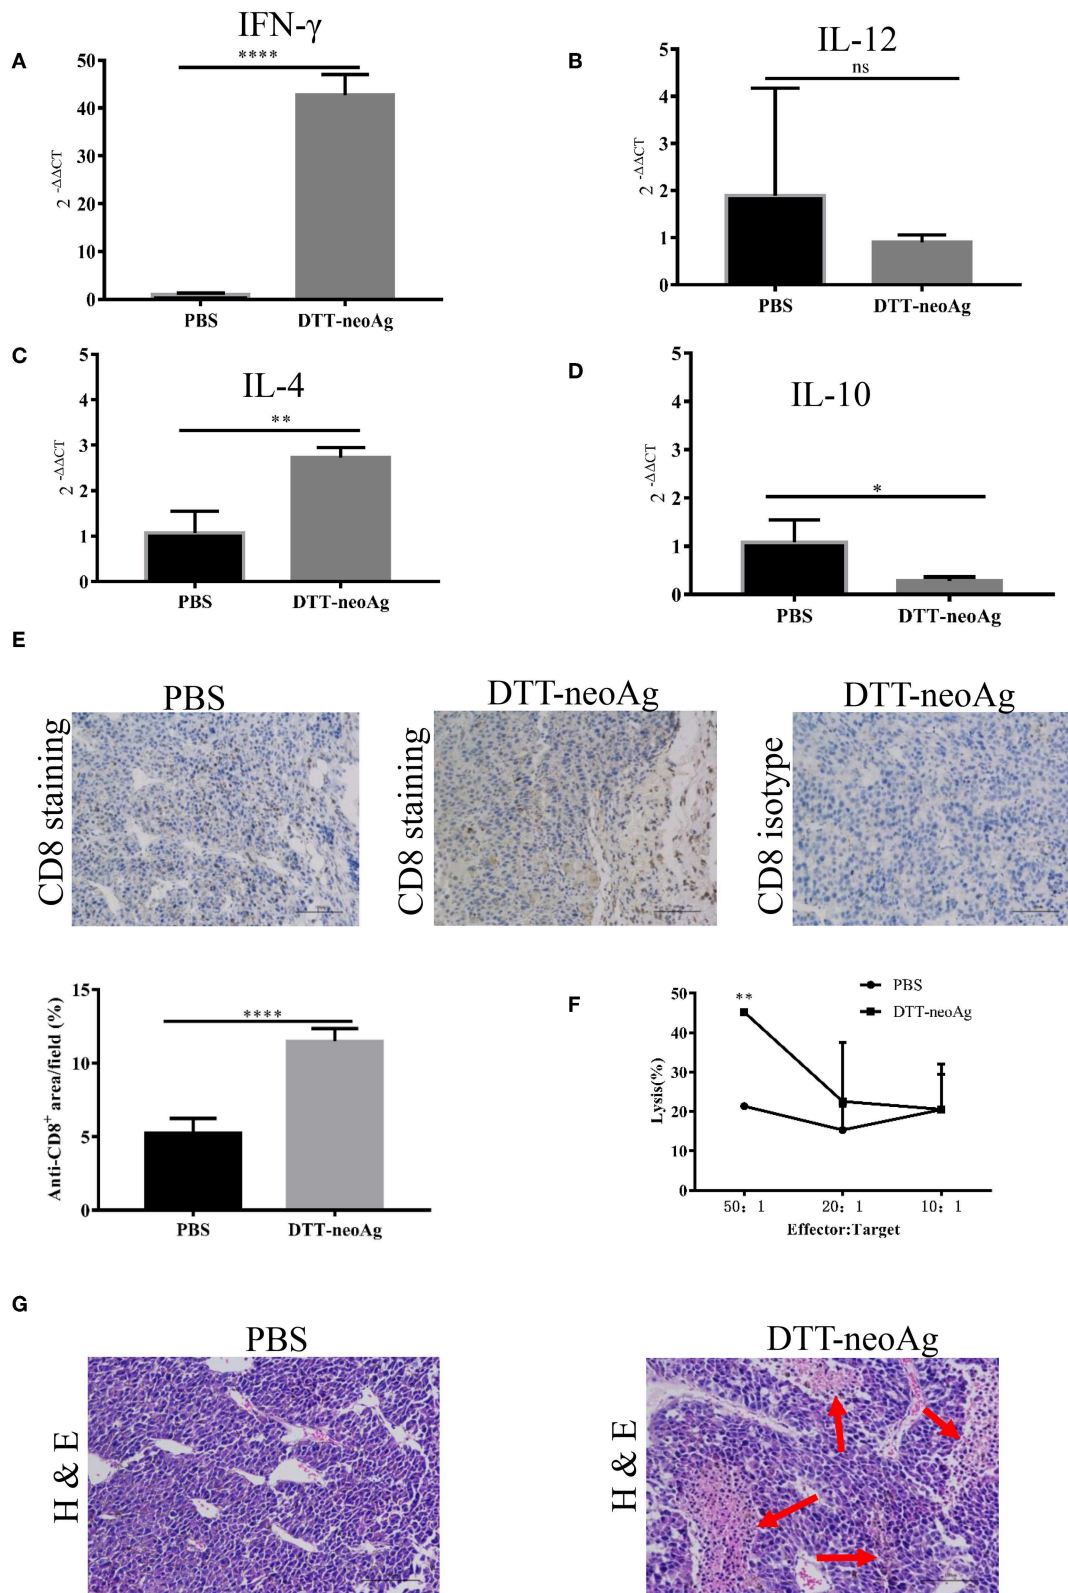 A
IFN-γ
****
2 -ΔΔCT
50
40
30
20
10
0
PBS
DTT-neoAg
B
IL-12
ns
2 -ΔΔCT
5
4
3
2
1
0
PBS
DTT-neoAg
C
IL-4
**
2 -ΔΔCT
5
4
3
2
1
0
PBS
DTT-neoAg
D
IL-10
*
2 -ΔΔCT
5
4
3
2
1
0
PBS
DTT-neoAg
E
PBS
CD8 staining
DTT-neoAg
CD8 staining
DTT-neoAg
CD8 isotype
Anti-CD8+ area/field (%)
15
10
5
0
****
PBS
DTT-neoAg
F
PBS
DTT-neoAg
**
Lysis(%)
50
40
30
20
10
0
50: 1
20: 1
10: 1
Effector:Target
G
PBS
H & E
DTT-neoAg
H & E